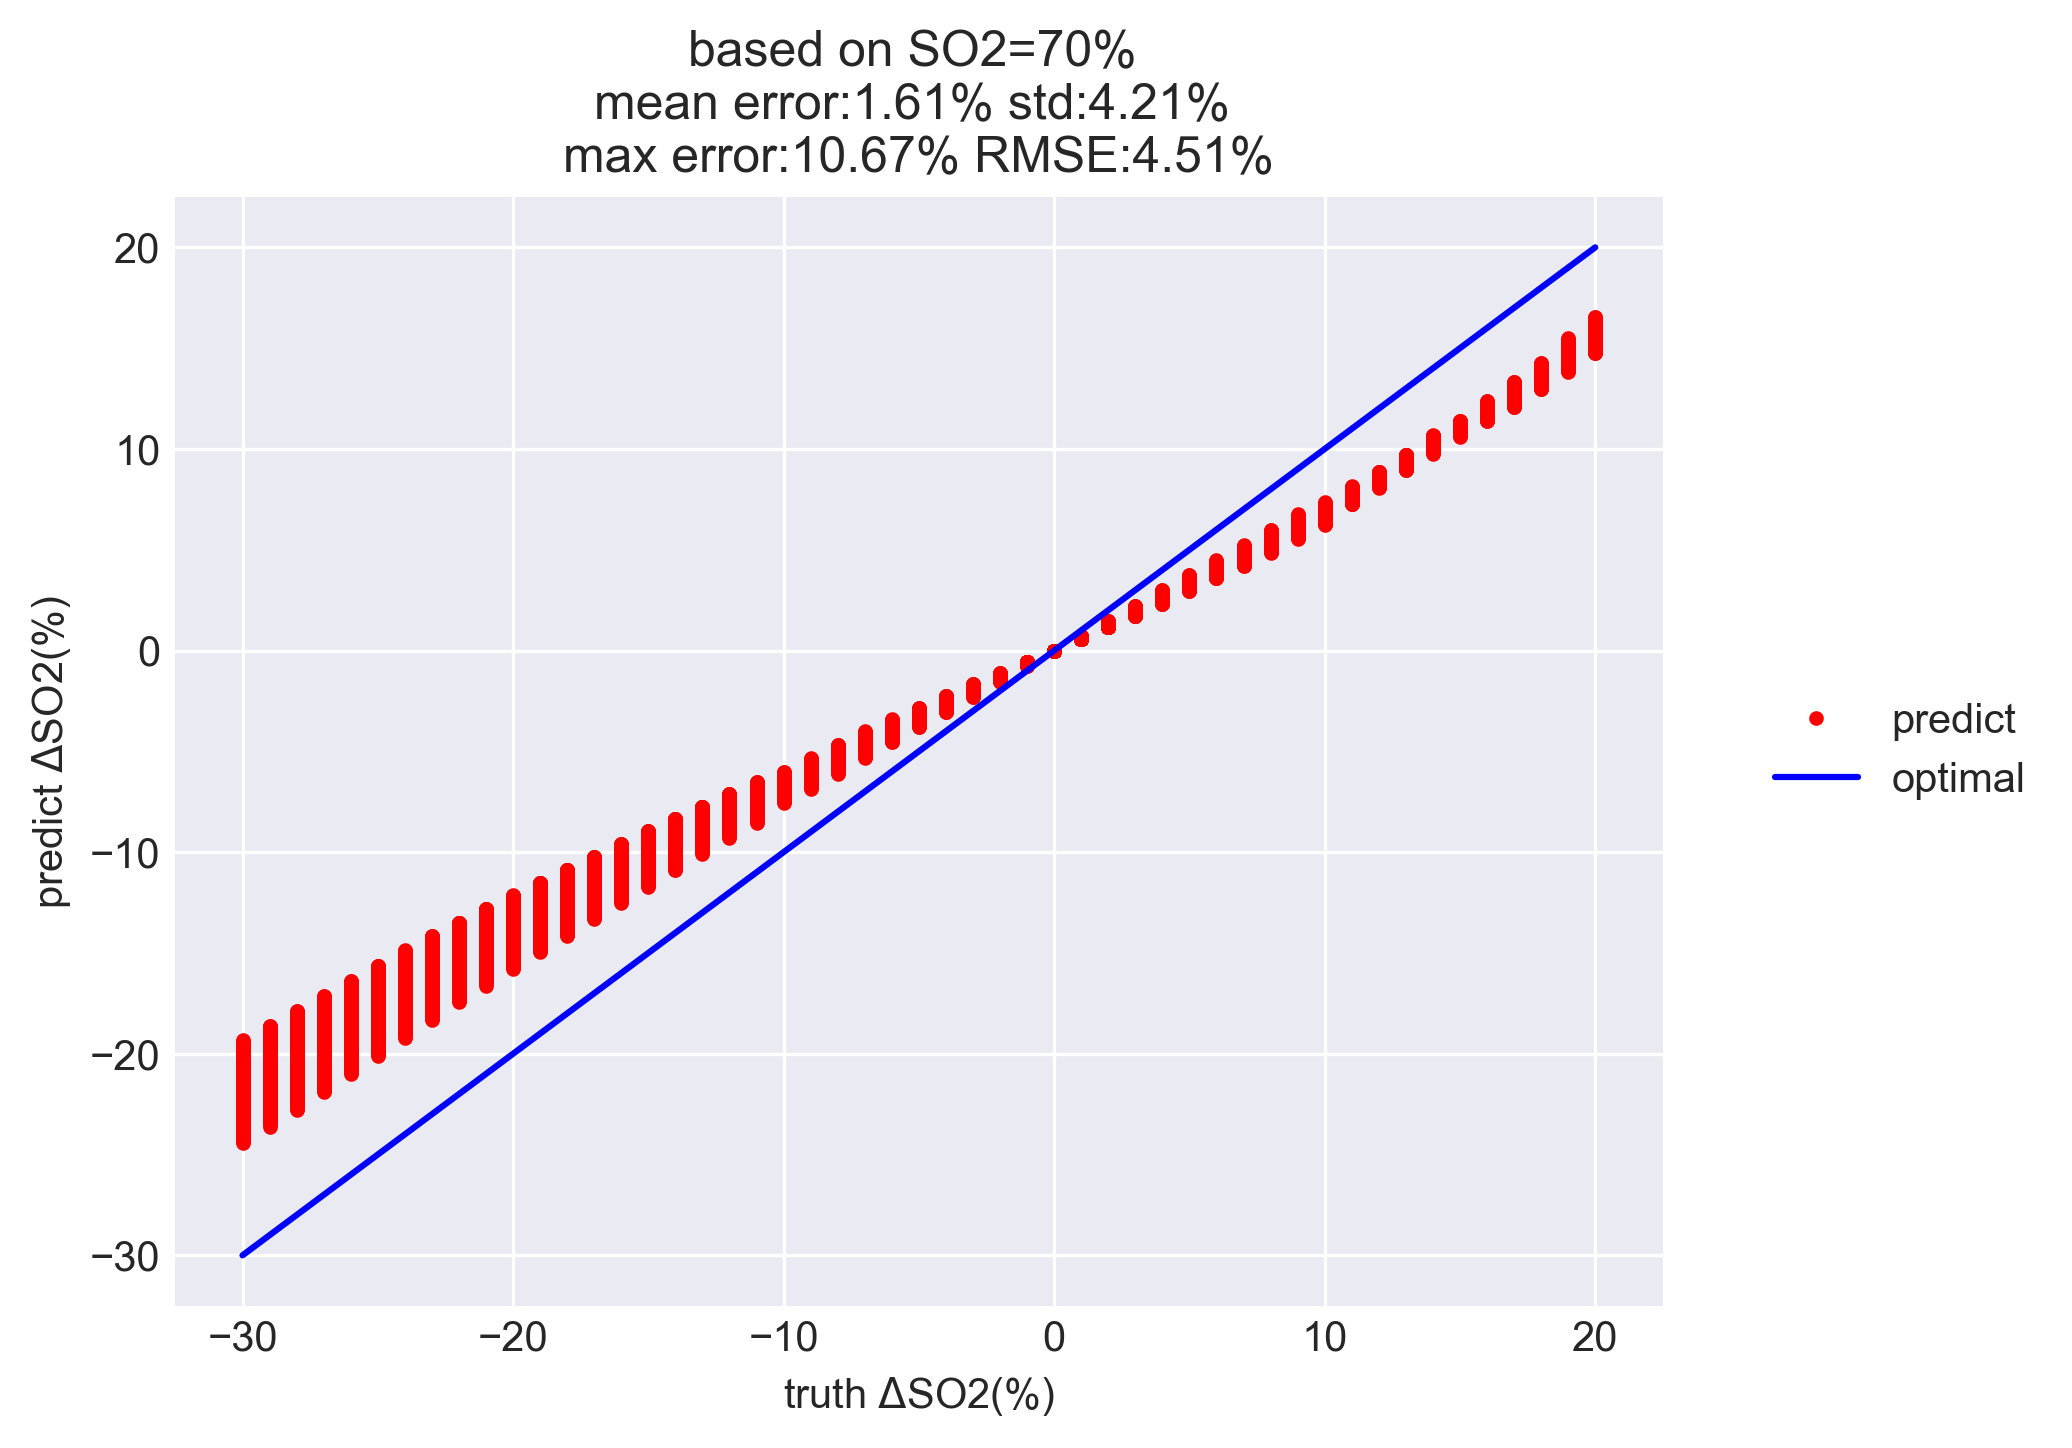 based on SO2=70%
mean error:1.61% std:4.21%
max error:10.67% RMSE:4.51%
20
10
0
−10
−20
−30
predict ΔSO2(%)
−30 −20 −10 0 10 20
truth ΔSO2(%)
predict
optimal